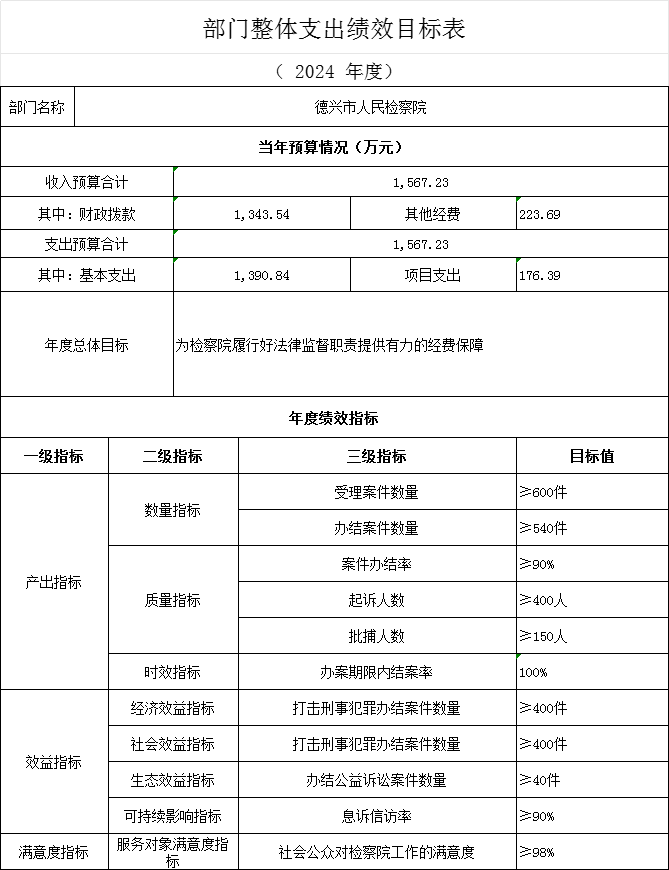 部门整体支出绩效目标表
（ 2024 年度）
部门名称 德兴市人民检察院
当年预算情况（万元）
收入预算合计 1,567.23
其中：财政拨款 1,343.54 其他经费 223.69
支出预算合计 1,567.23
其中：基本支出 1,390.84 项目支出 176.39
年度总体目标 为检察院履行好法律监督职责提供有力的经费保障
年度绩效指标
一级指标 二级指标 三级指标 目标值
产出指标 数量指标 受理案件数量 ≥600件
办结案件数量 ≥540件
质量指标 案件办结率 ≥90%
起诉人数 ≥400人
批捕人数 ≥150人
时效指标 办案期限内结案率 100%
效益指标 经济效益指标 打击刑事犯罪办结案件数量 ≥400件
社会效益指标 打击刑事犯罪办结案件数量 ≥400件
生态效益指标 办结公益诉讼案件数量 ≥40件
可持续影响指标 息诉信访率 ≥90%
满意度指标 服务对象满意度指标 社会公众对检察院工作的满意度 ≥98%